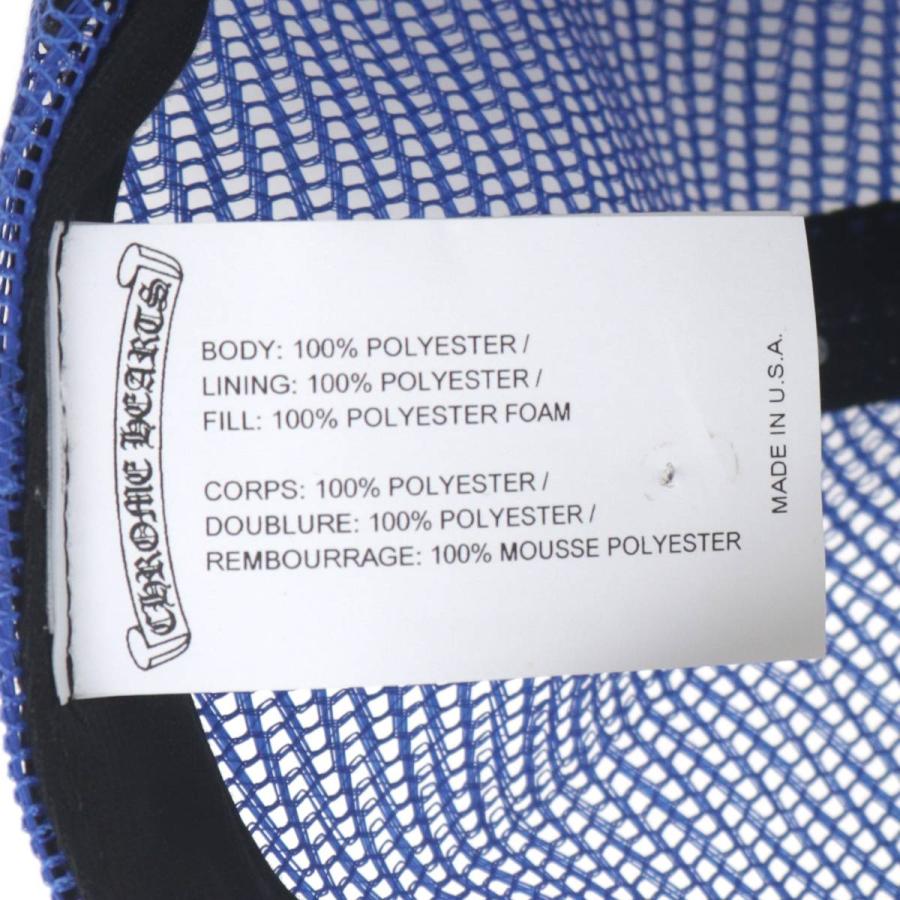 CHROME HEARTS
BODY: 100% POLYESTER /
LINING: 100% POLYESTER /
FILL: 100% POLYESTER FOAM
CORPS: 100% POLYESTER /
DOUBLURE: 100% POLYESTER /
REMBOURRAGE: 100% MOUSSE POLYESTER
MADE IN U.S.A.